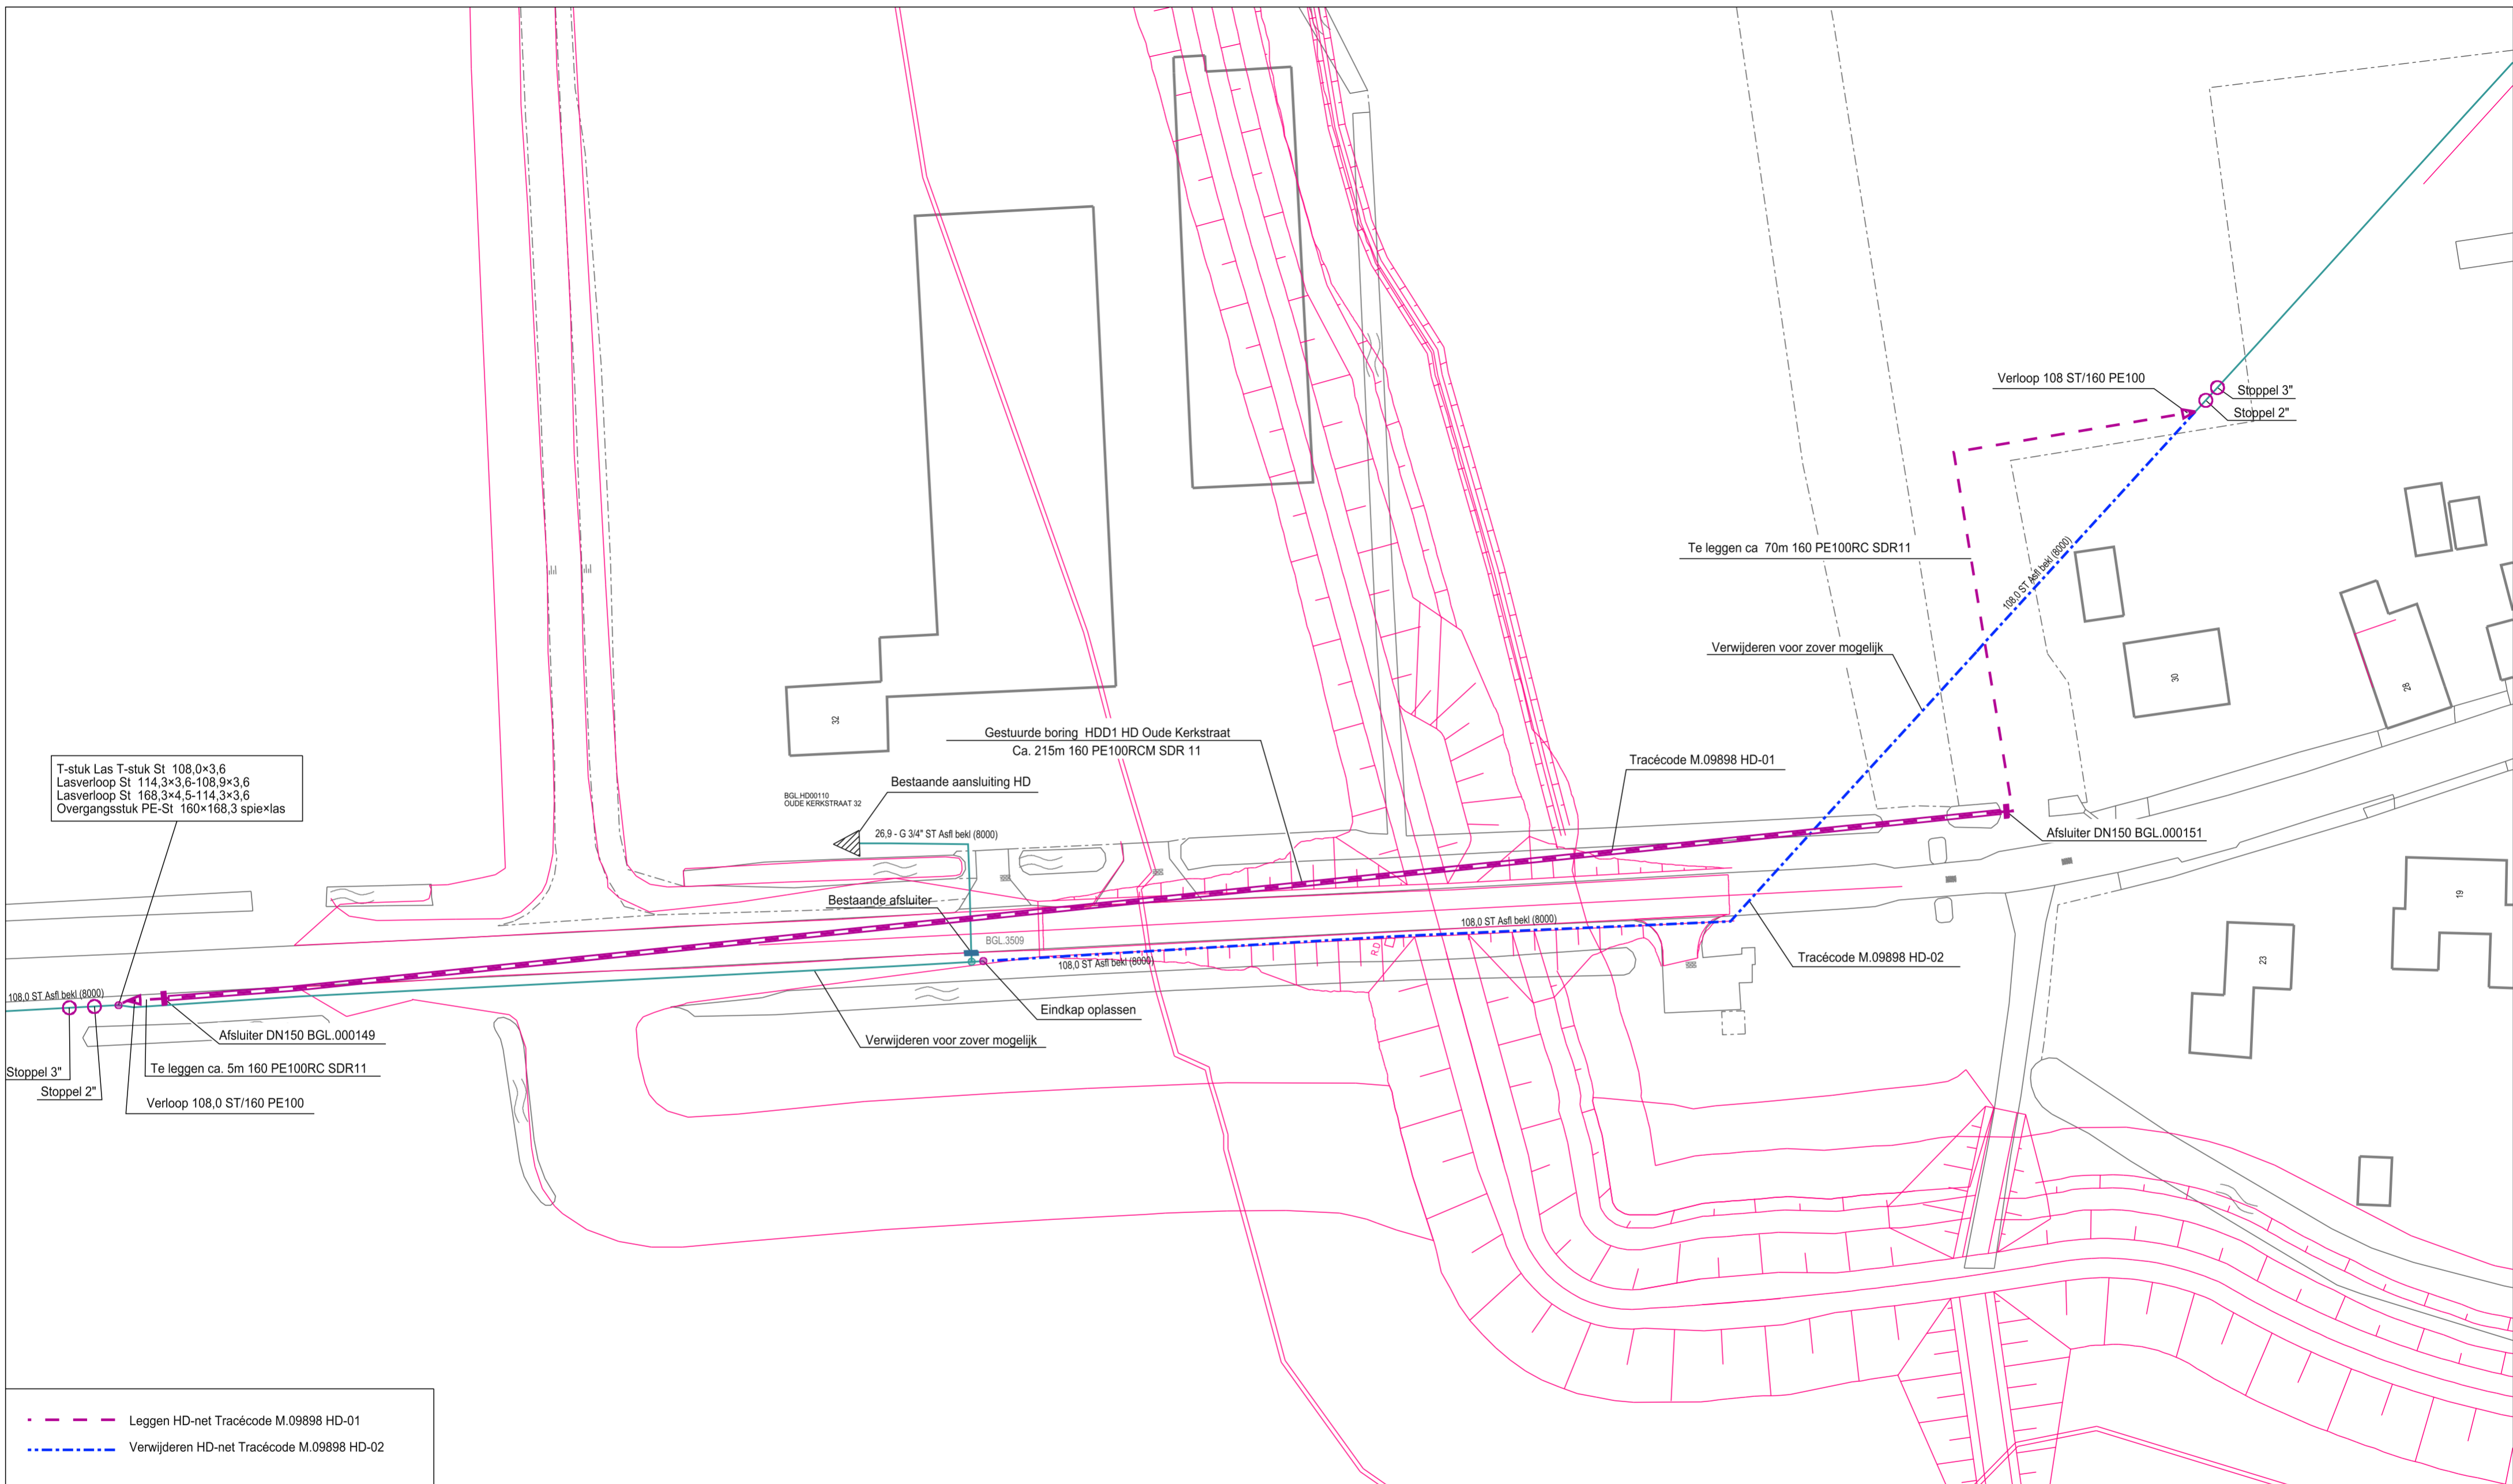 Verloop 108 ST/160 PE100
Stoppel 3"
Stoppel 2"
Te leggen ca  70m 160 PE100RC SDR11
108,0 ST Asfl bekl (8000)
Verwijderen voor zover mogelijk
30
28
32
Gestuurde boring  HDD1 HD Oude Kerkstraat
Ca. 215m 160 PE100RCM SDR 11
Tracécode M.09898 HD-01
T-stuk Las T-stuk St  108,0×3,6
Lasverloop St  114,3×3,6-108,9×3,6
Lasverloop St  168,3×4,5-114,3×3,6
Overgangsstuk PE-St  160×168,3 spie×las
Bestaande aansluiting HD
BGL.HD00110
OUDE KERKSTRAAT 32
26,9 - G 3/4" ST Asfl bekl (8000)
Afsluiter DN150 BGL.000151
Bestaande afsluiter
19
108,0 ST Asfl bekl (8000)
BGL.3509
R.D
23
108,0 ST Asfl bekl (8000)
Tracécode M.09898 HD-02
108,0 ST Asfl bekl (8000)
Eindkap oplassen
Afsluiter DN150 BGL.000149
Verwijderen voor zover mogelijk
Stoppel 3"
Te leggen ca. 5m 160 PE100RC SDR11
Stoppel 2"
Verloop 108,0 ST/160 PE100
Leggen HD-net Tracécode M.09898 HD-01
Verwijderen HD-net Tracécode M.09898 HD-02